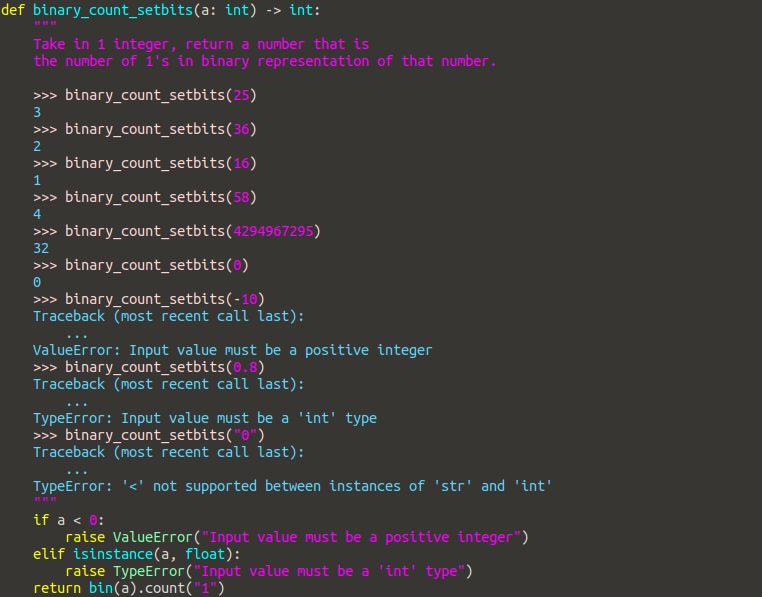 def binary_count_setbits(a: int) -> int:
    """
    Take in 1 integer, return a number that is
    the number of 1's in binary representation of that number.

    >>> binary_count_setbits(25)
    3
    >>> binary_count_setbits(36)
    2
    >>> binary_count_setbits(16)
    1
    >>> binary_count_setbits(58)
    4
    >>> binary_count_setbits(4294967295)
    32
    >>> binary_count_setbits(0)
    0
    >>> binary_count_setbits(-10)
    Traceback (most recent call last):
        ...
    ValueError: Input value must be a positive integer
    >>> binary_count_setbits(0.8)
    Traceback (most recent call last):
        ...
    TypeError: Input value must be a 'int' type
    >>> binary_count_setbits("0")
    Traceback (most recent call last):
        ...
    TypeError: '<' not supported between instances of 'str' and 'int'
    """
    if a < 0:
        raise ValueError("Input value must be a positive integer")
    elif isinstance(a, float):
        raise TypeError("Input value must be a 'int' type")
    return bin(a).count("1")